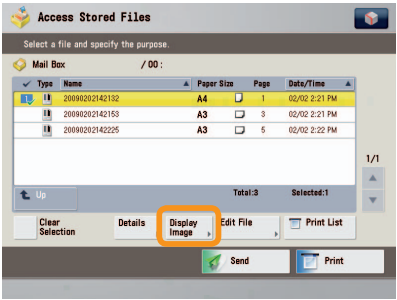 Access Stored Files
Select a file and specify the purpose.
Mail Box / 00 :
Type Name Paper Size Page Date/Time
1 20090202142132 A4 1 02/02 2:21 PM
20090202142153 A3 3 02/02 2:21 PM
20090202142225 A3 5 02/02 2:22 PM
1/1
Up Total:3 Selected:1
Clear Selection Details Display Image Edit File Print List
Send Print